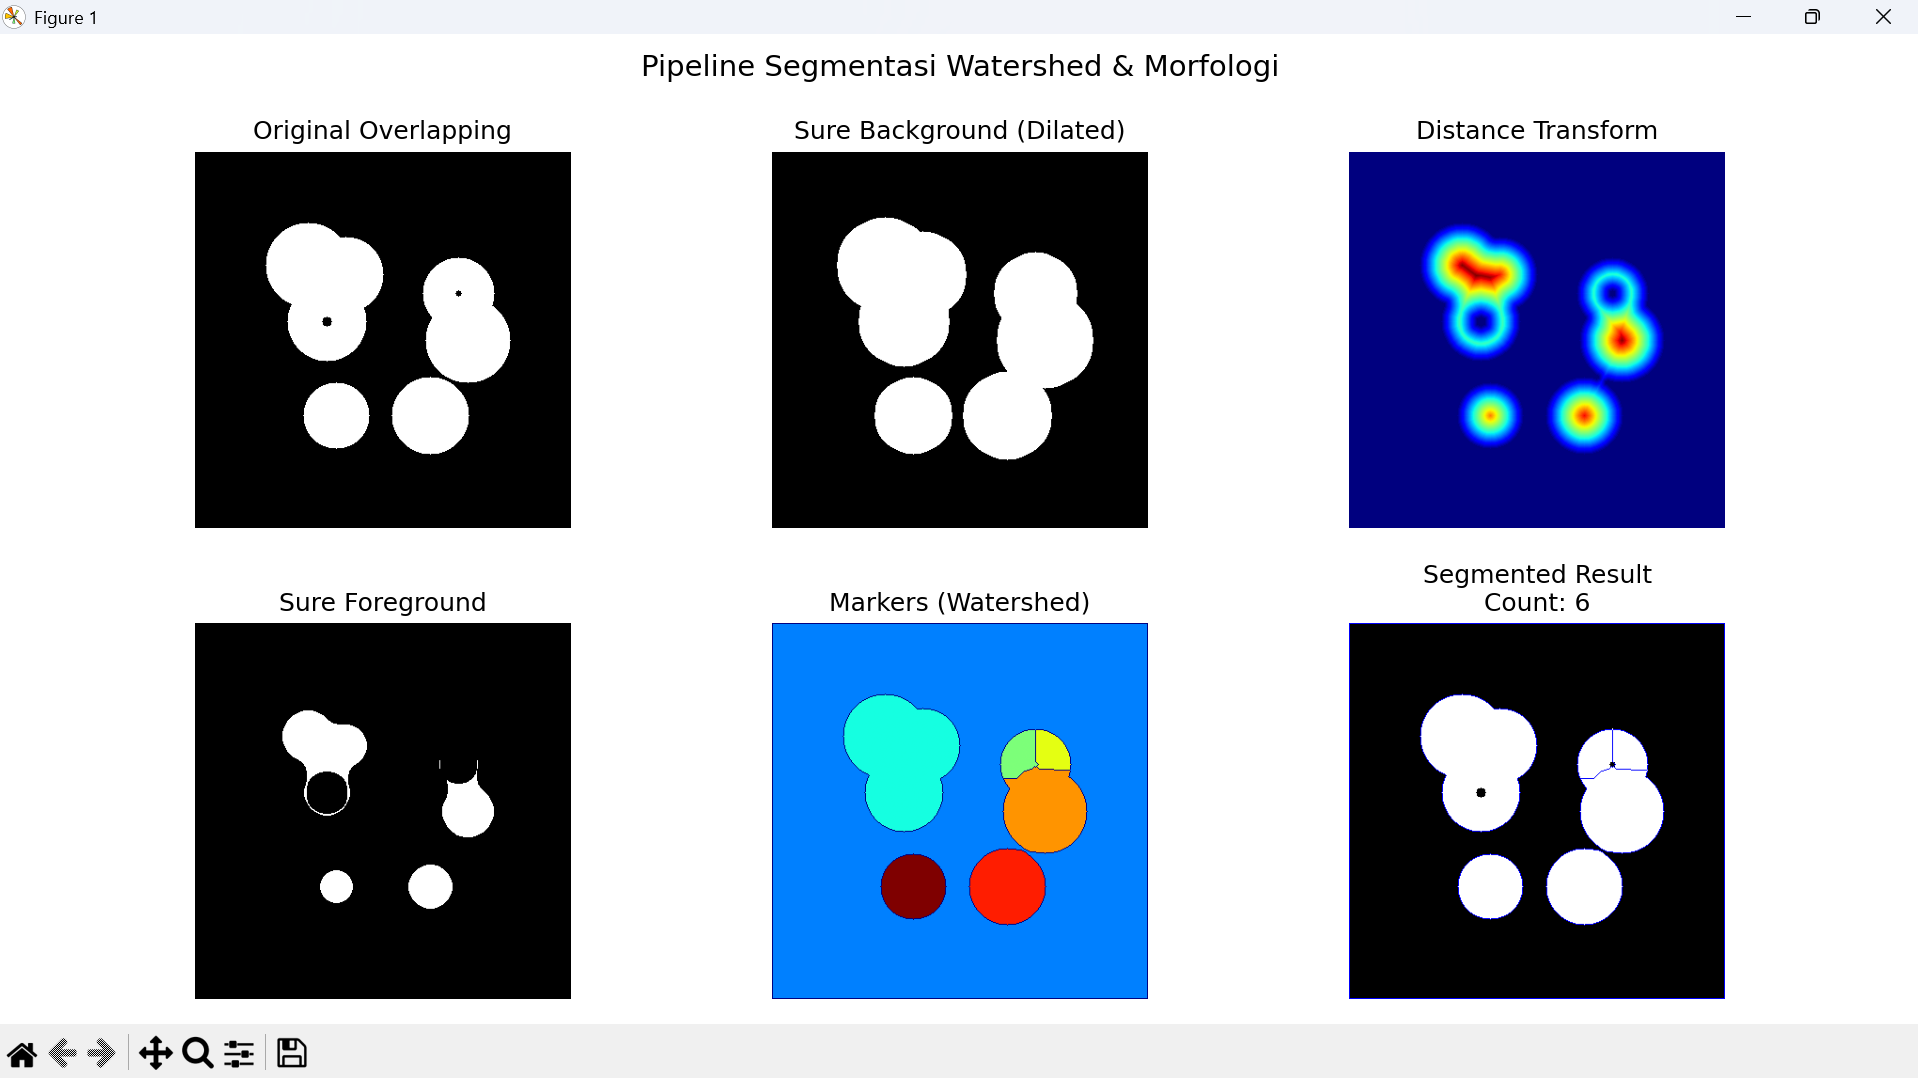 Figure 1
Pipeline Segmentasi Watershed & Morfologi
Original Overlapping
Sure Background (Dilated)
Distance Transform
Sure Foreground
Markers (Watershed)
Segmented Result
Count: 6